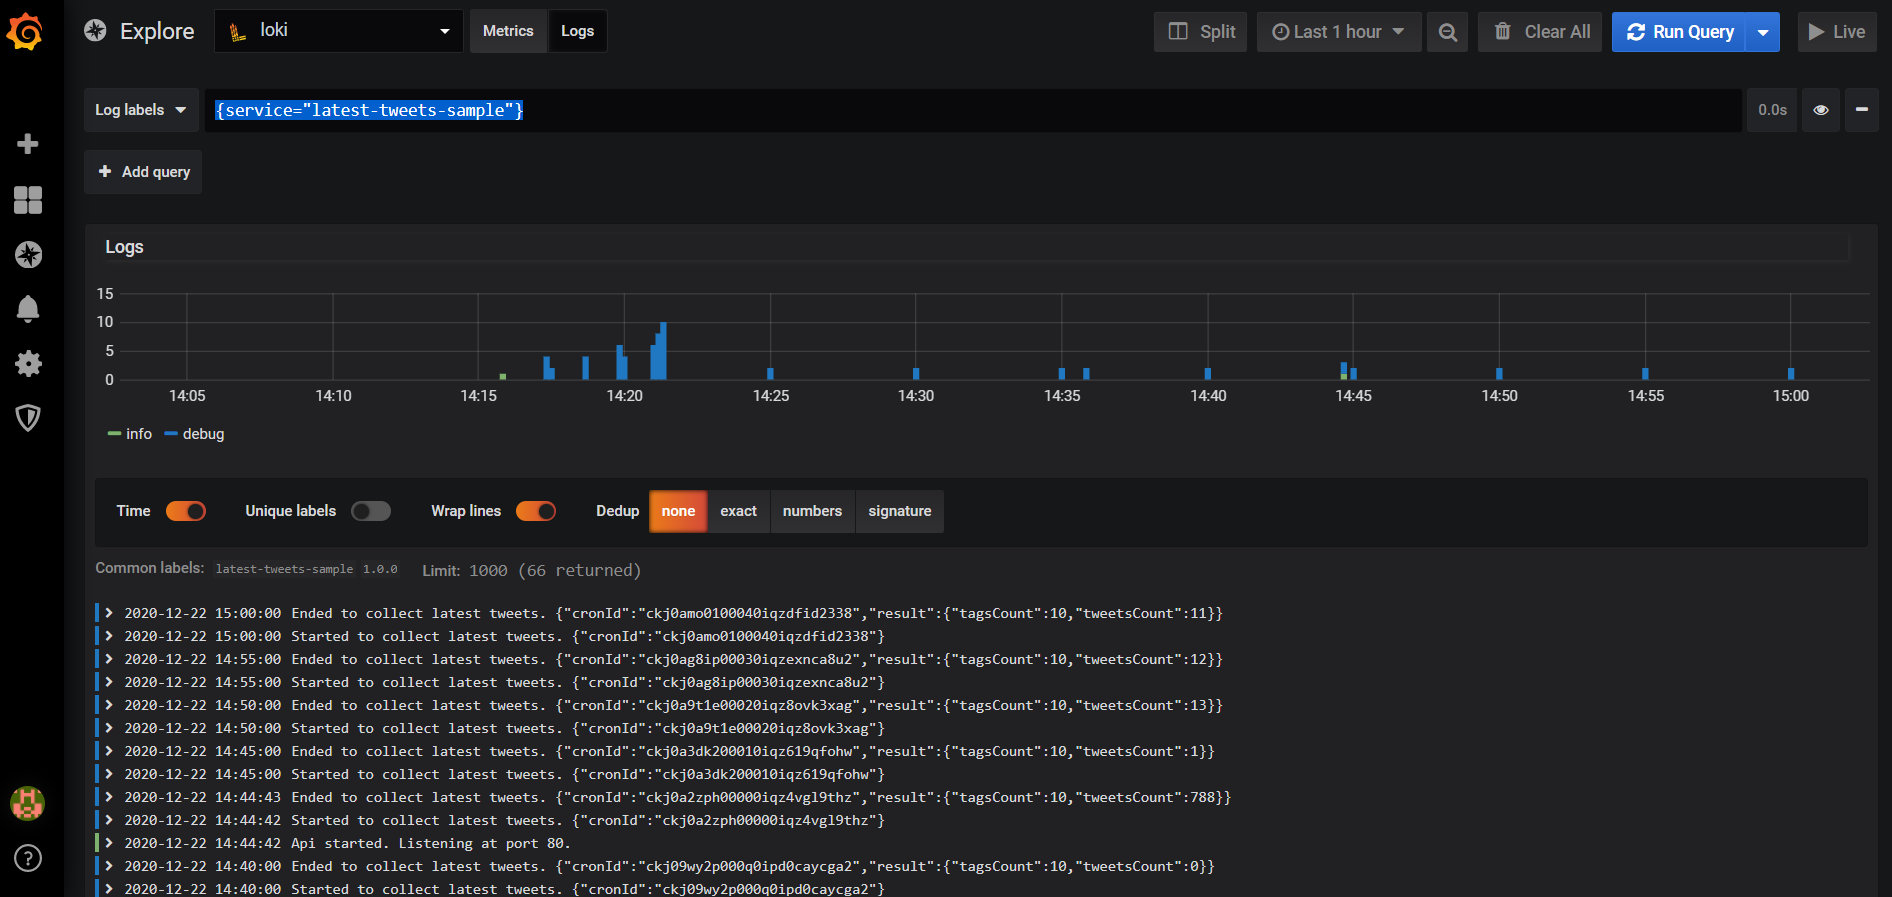 Explore loki Metrics Logs Split Last 1 hour Clear All Run Query Live
Log labels {service="latest-tweets-sample"} 0.0s
Add query
Logs
15
10
5
0
14:05 14:10 14:15 14:20 14:25 14:30 14:35 14:40 14:45 14:50 14:55 15:00
info debug
Time Unique labels Wrap lines Dedup none exact numbers signature
Common labels: latest-tweets-sample 1.0.0 Limit: 1000 (66 returned)
2020-12-22 15:00:00 Ended to collect latest tweets. {"cronId":"ckj0amo0100040iqzdfid2338","result":{"tagsCount":10,"tweetsCount":11}}
2020-12-22 15:00:00 Started to collect latest tweets. {"cronId":"ckj0amo0100040iqzdfid2338"}
2020-12-22 14:55:00 Ended to collect latest tweets. {"cronId":"ckj0ag8ip00030iqzexnca8u2","result":{"tagsCount":10,"tweetsCount":12}}
2020-12-22 14:55:00 Started to collect latest tweets. {"cronId":"ckj0ag8ip00030iqzexnca8u2"}
2020-12-22 14:50:00 Ended to collect latest tweets. {"cronId":"ckj0a9t1e00020iqz8ovk3xag","result":{"tagsCount":10,"tweetsCount":13}}
2020-12-22 14:50:00 Started to collect latest tweets. {"cronId":"ckj0a9t1e00020iqz8ovk3xag"}
2020-12-22 14:45:00 Ended to collect latest tweets. {"cronId":"ckj0a3dk200010iqz619qfohw","result":{"tagsCount":10,"tweetsCount":1}}
2020-12-22 14:45:00 Started to collect latest tweets. {"cronId":"ckj0a3dk200010iqz619qfohw"}
2020-12-22 14:44:43 Ended to collect latest tweets. {"cronId":"ckj0a2zph00000iqz4vgl9thz","result":{"tagsCount":10,"tweetsCount":788}}
2020-12-22 14:44:42 Started to collect latest tweets. {"cronId":"ckj0a2zph00000iqz4vgl9thz"}
2020-12-22 14:44:42 Api started. Listening at port 80.
2020-12-22 14:40:00 Ended to collect latest tweets. {"cronId":"ckj09wy2p000q0ipd0caycga2","result":{"tagsCount":10,"tweetsCount":0}}
2020-12-22 14:40:00 Started to collect latest tweets. {"cronId":"ckj09wy2p000q0ipd0caycga2"}